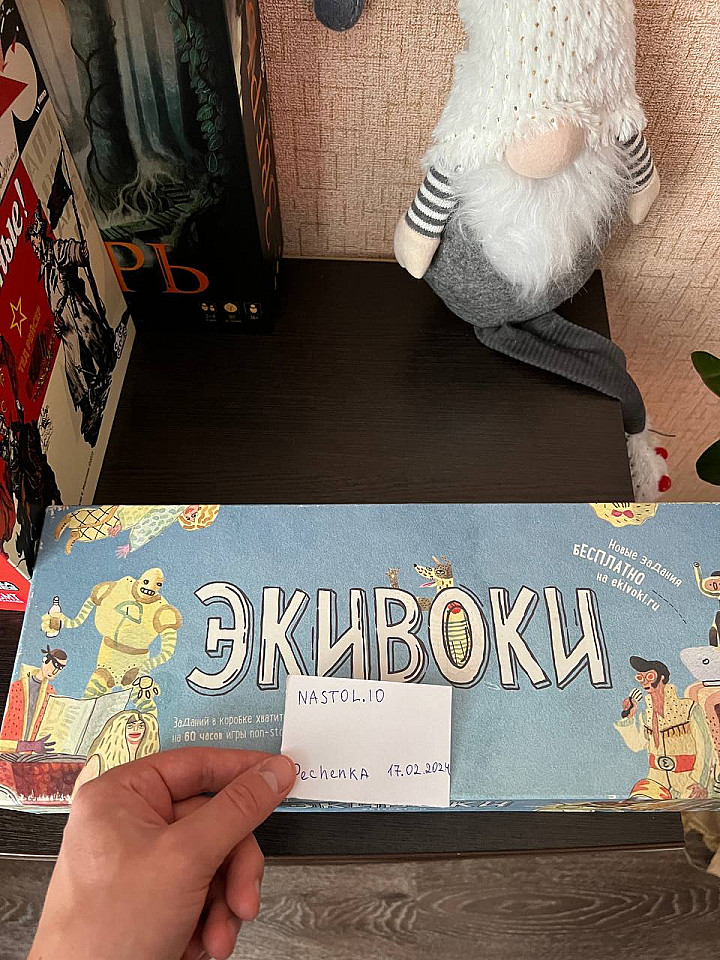 РЬ
ЭКИВОКИ
Новые задания
БЕСПЛАТНО
на ekivoki.ru
Заданий в коробке хватит
на 60 часов игры non-sto
NASTOL.IO
Pechenka 17.02.2024